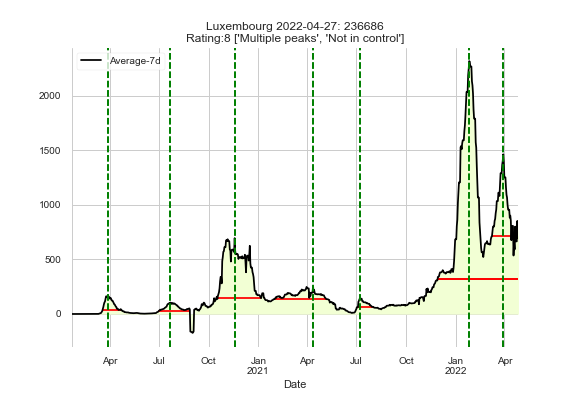 Luxembourg 2022-04-27: 236686
Rating:8 ['Multiple peaks', 'Not in control']
Average-7d
2000
1500
1000
500
0
Apr Jul Oct Jan Apr Jul Oct Jan Apr
2021 2022
Date